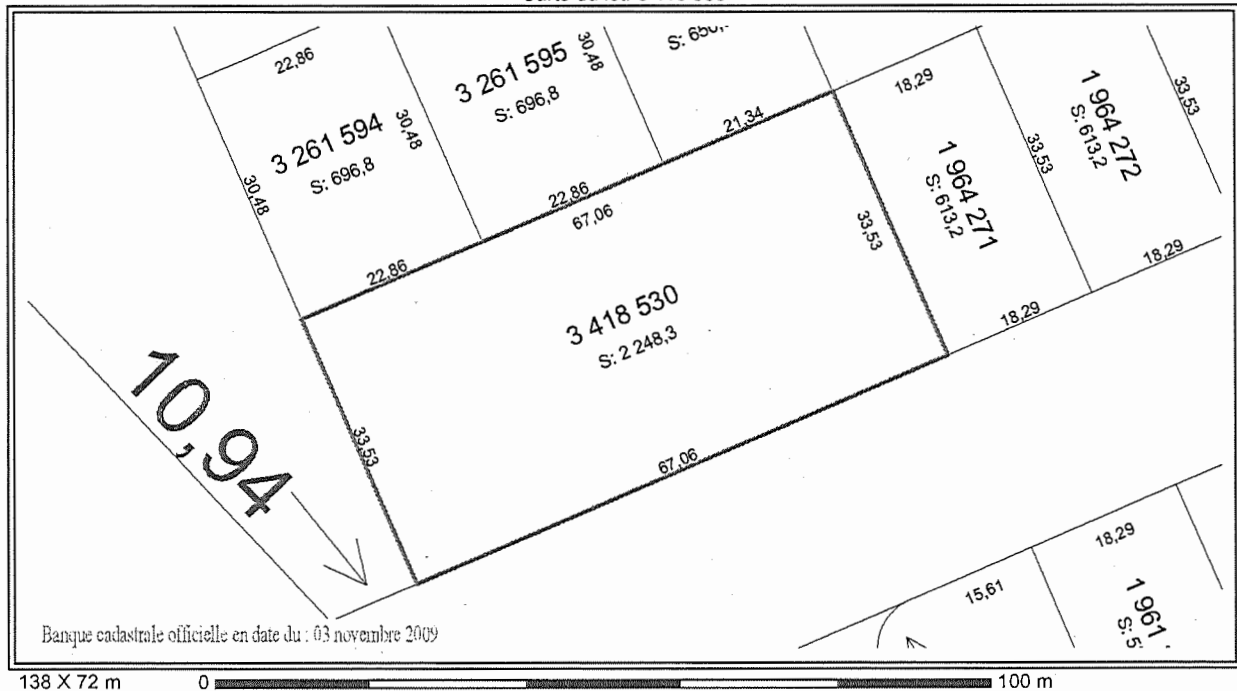 22,86
30,48
30,48
3 261 594
S: 696,8
30,48
3 261 595
S: 696,8
22,86
22,86
67,06
21,34
18,29
33,53
1 964 271
S: 613,2
33,53
1 964 272
S: 613,2
33,53
3 418 530
S: 2 248,3
18,29
18,29
10,94
33,53
67,06
18,29
15,61
1 961
Banque cadastrale officielle en date du : 03 novembre 2009
138 X 72 m
0
100 m